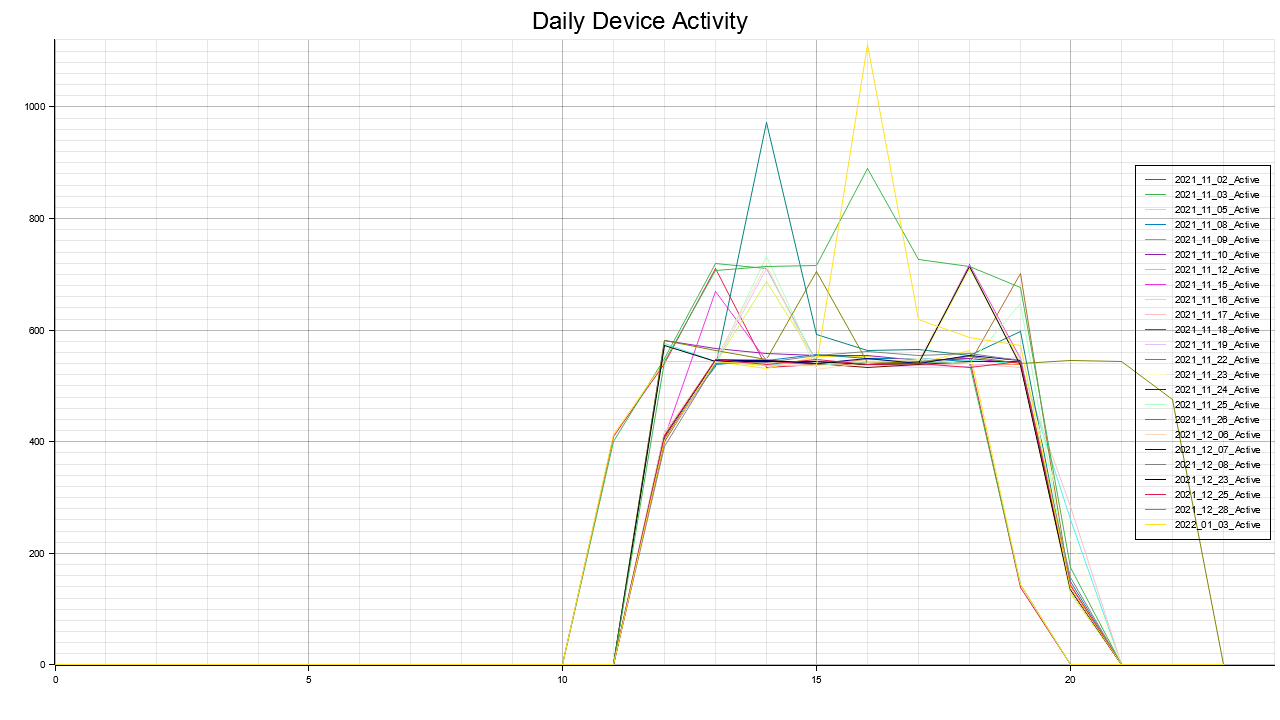 Daily Device Activity
1000
800
600
400
200
0
0 5 10 15 20
2021_11_02_Active
2021_11_03_Active
2021_11_05_Active
2021_11_08_Active
2021_11_09_Active
2021_11_10_Active
2021_11_12_Active
2021_11_15_Active
2021_11_16_Active
2021_11_17_Active
2021_11_18_Active
2021_11_19_Active
2021_11_22_Active
2021_11_23_Active
2021_11_24_Active
2021_11_25_Active
2021_11_26_Active
2021_12_06_Active
2021_12_07_Active
2021_12_08_Active
2021_12_23_Active
2021_12_25_Active
2021_12_28_Active
2022_01_03_Active